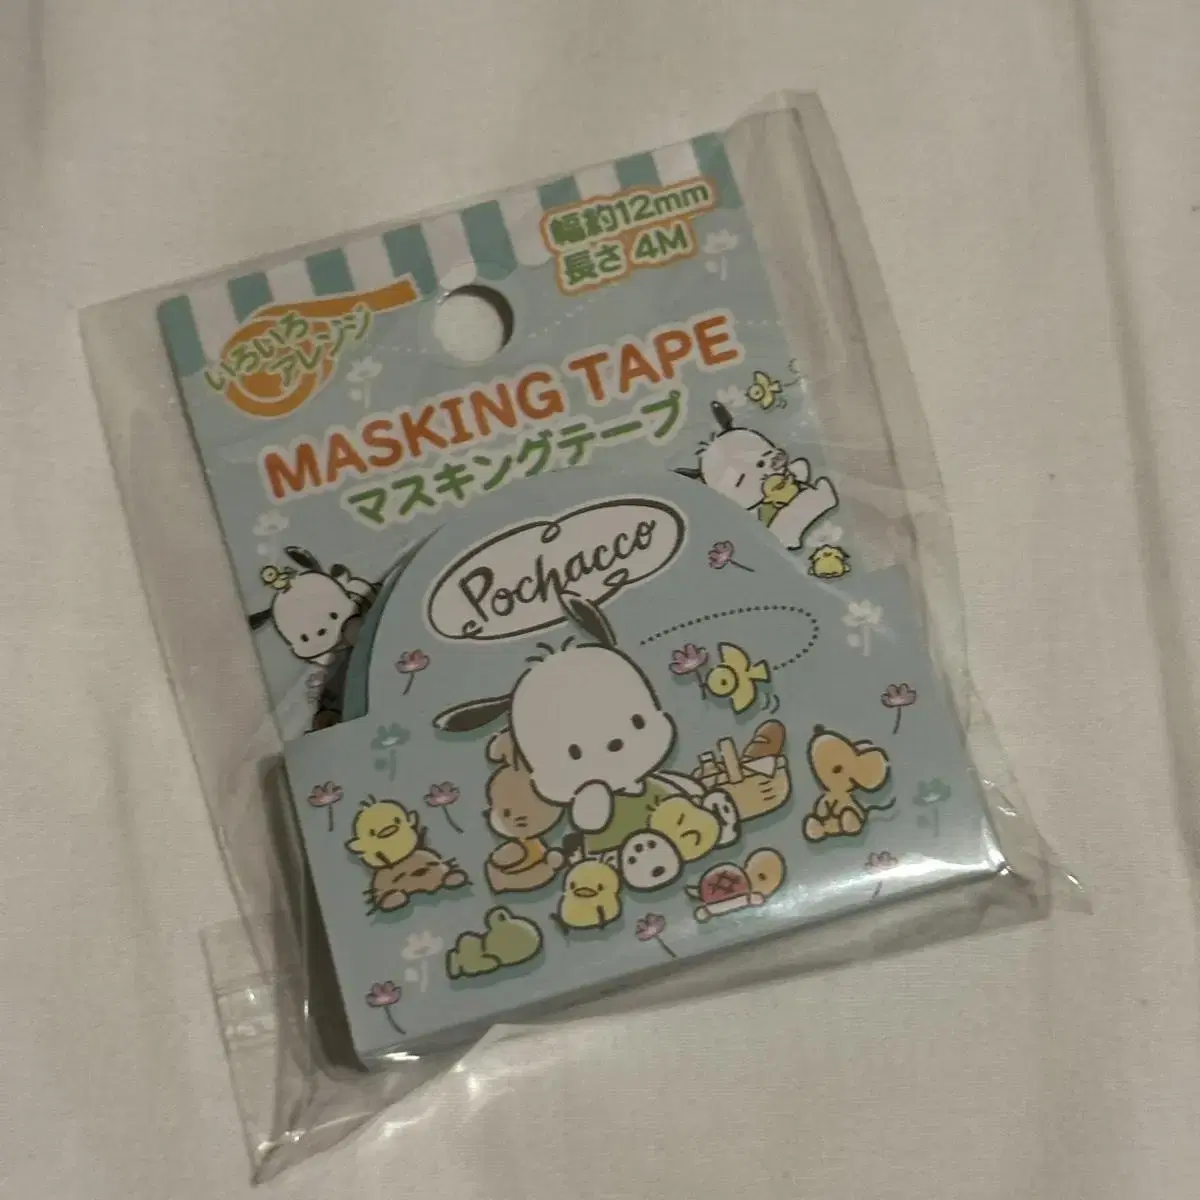 幅約12mm
長さ 4M
いろいろ
アレンジ
MASKING TAPE
マスキングテープ
Pochacco